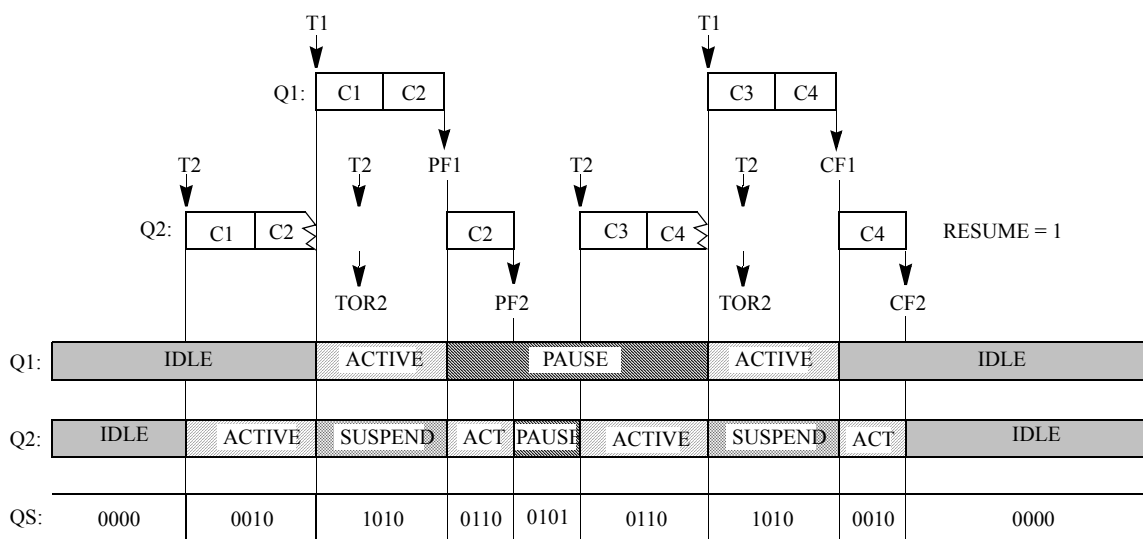 T1 T1
Q1: C1 C2 C3 C4
T2 T2 PF1 T2 T2 CF1
Q2: C1 C2 C2 C3 C4 C4 RESUME = 1
TOR2 PF2 TOR2 CF2
Q1: IDLE ACTIVE PAUSE ACTIVE IDLE
Q2: IDLE ACTIVE SUSPEND ACT PAUSE ACTIVE SUSPEND ACT IDLE
QS: 0000 0010 1010 0110 0101 0110 1010 0010 0000